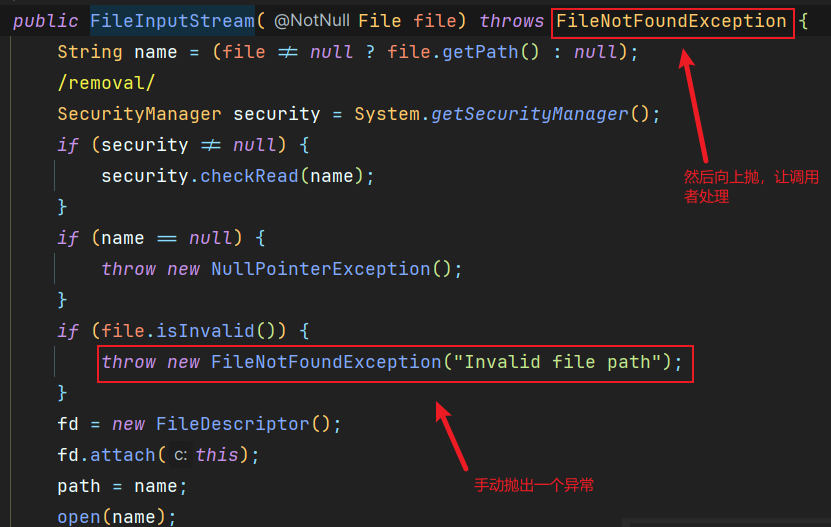 public FileInputStream( @NotNull File file) throws FileNotFoundException {
String name = (file != null ? file.getPath() : null);
/removal/
SecurityManager security = System.getSecurityManager();
if (security != null) {
security.checkRead(name);
}
if (name == null) {
throw new NullPointerException();
}
if (file.isInvalid()) {
throw new FileNotFoundException("Invalid file path");
}
fd = new FileDescriptor();
fd.attach( c: this);
path = name;
open(name);
然后向上抛，让调用
者处理
手动抛出一个异常